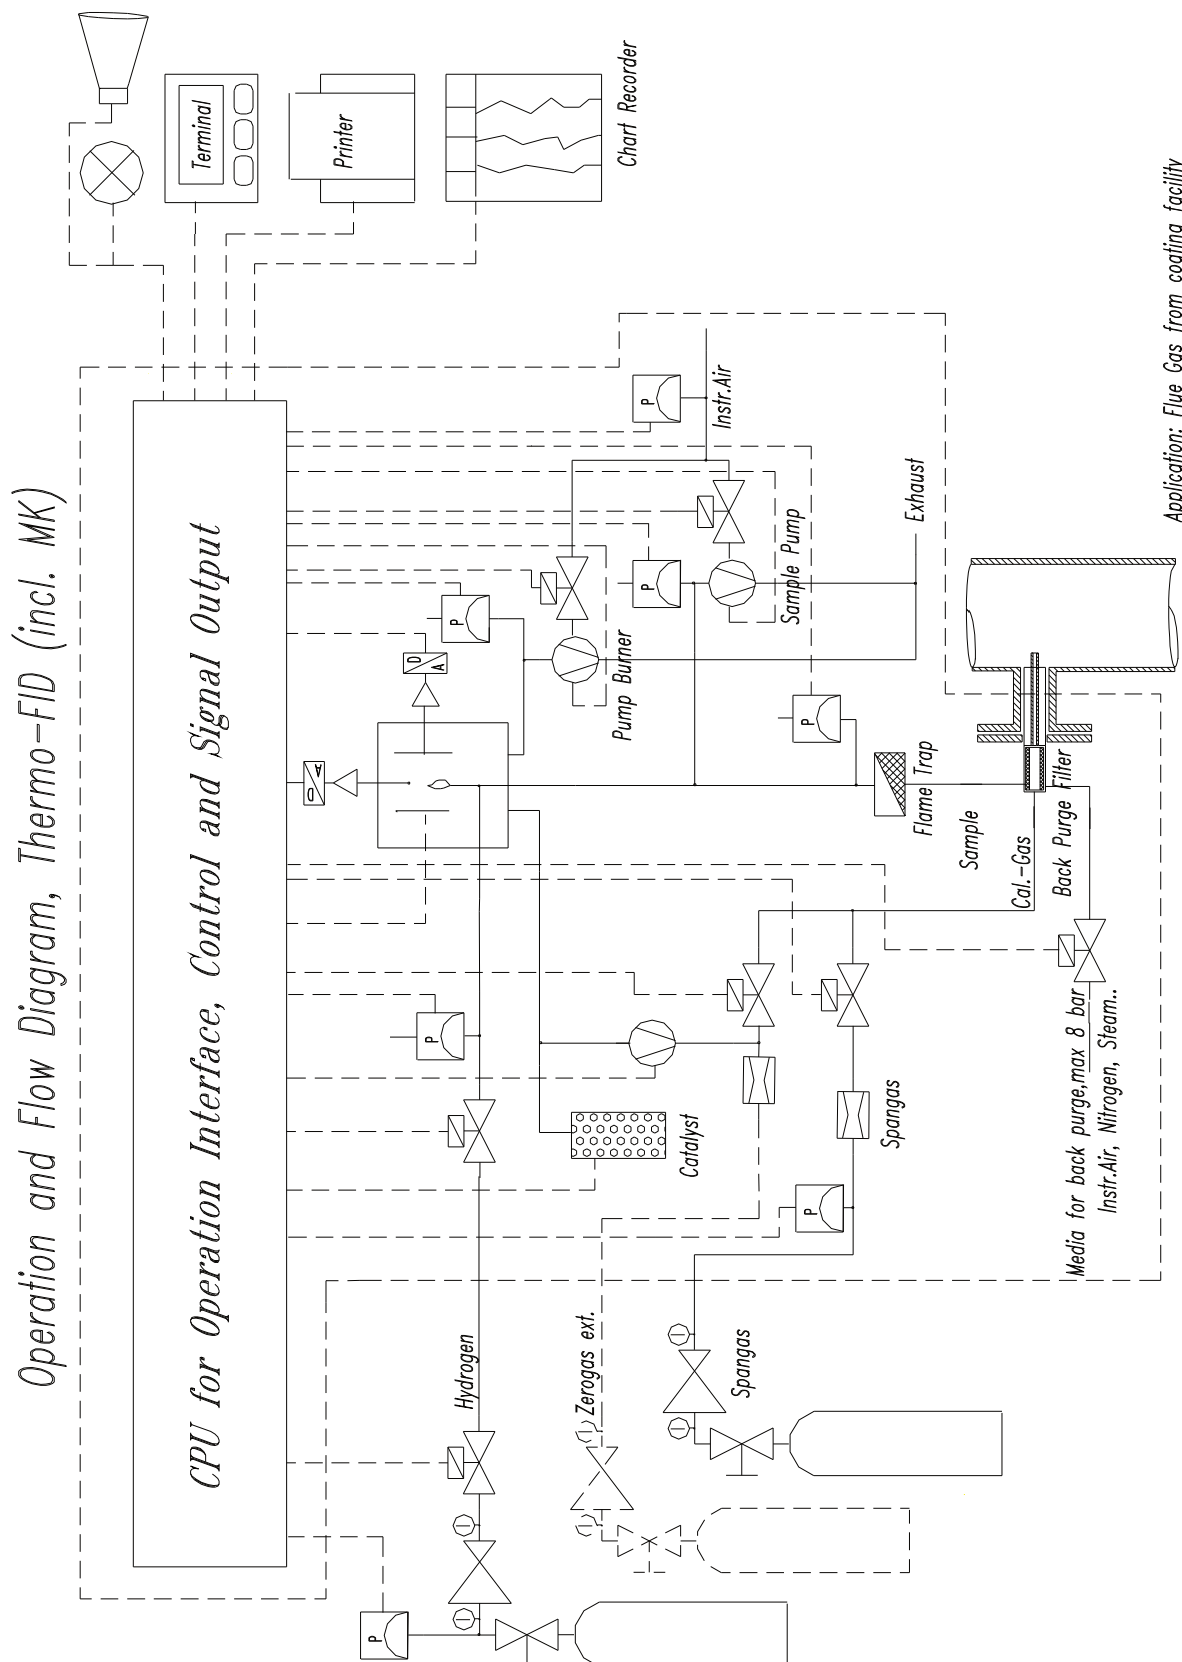 Operation and Flow Diagram, Thermo-FID (incl. MK)
CPU for Operation Interface, Control and Signal Output
Terminal
Printer
Chart Recorder
P
Hydrogen
P
D
A
D
A
P
Pump Burner
P
Sample Pump
P
Instr.Air
Exhaust
P
Flame Trap
Sample
Cal.-Gas
Back Purge Filter
Catalyst
Zerogas ext.
Spangas
P
Spangas
Media for back purge,max 8 bar
Instr.Air, Nitrogen, Steam..
Application: Flue Gas from coating facility